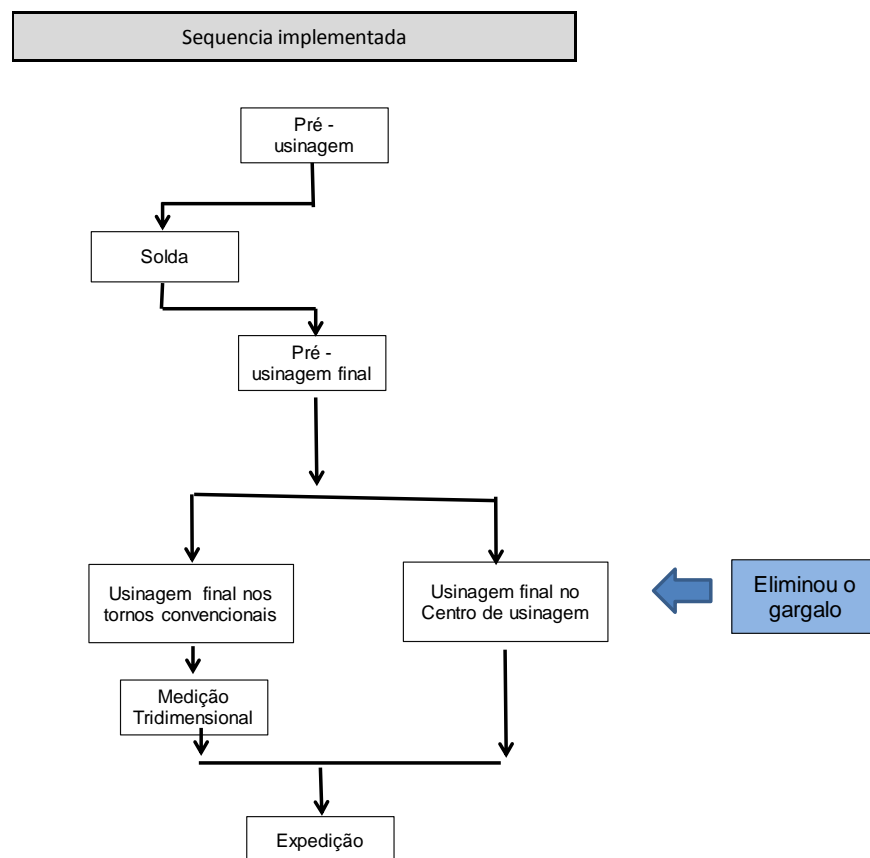 Sequencia implementada
Pré -
usinagem
Solda
Pré -
usinagem final
Usinagem final nos
tornos convencionais
Usinagem final no
Centro de usinagem
Eliminou o
gargalo
Medição
Tridimensional
Expedição